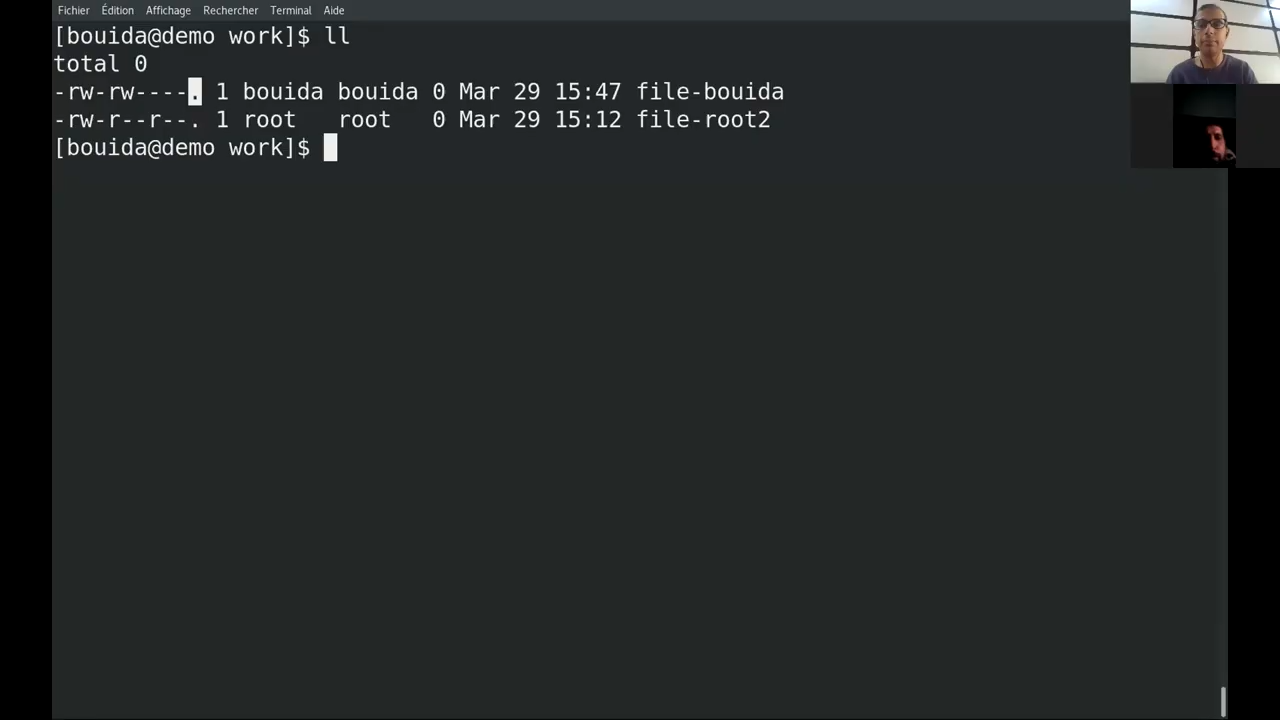 Fichier Édition Affichage Rechercher Terminal Aide
[bouida@demo work]$ ll
total 0
-rw-rw----. 1 bouida bouida 0 Mar 29 15:47 file-bouida
-rw-r--r--. 1 root   root   0 Mar 29 15:12 file-root2
[bouida@demo work]$